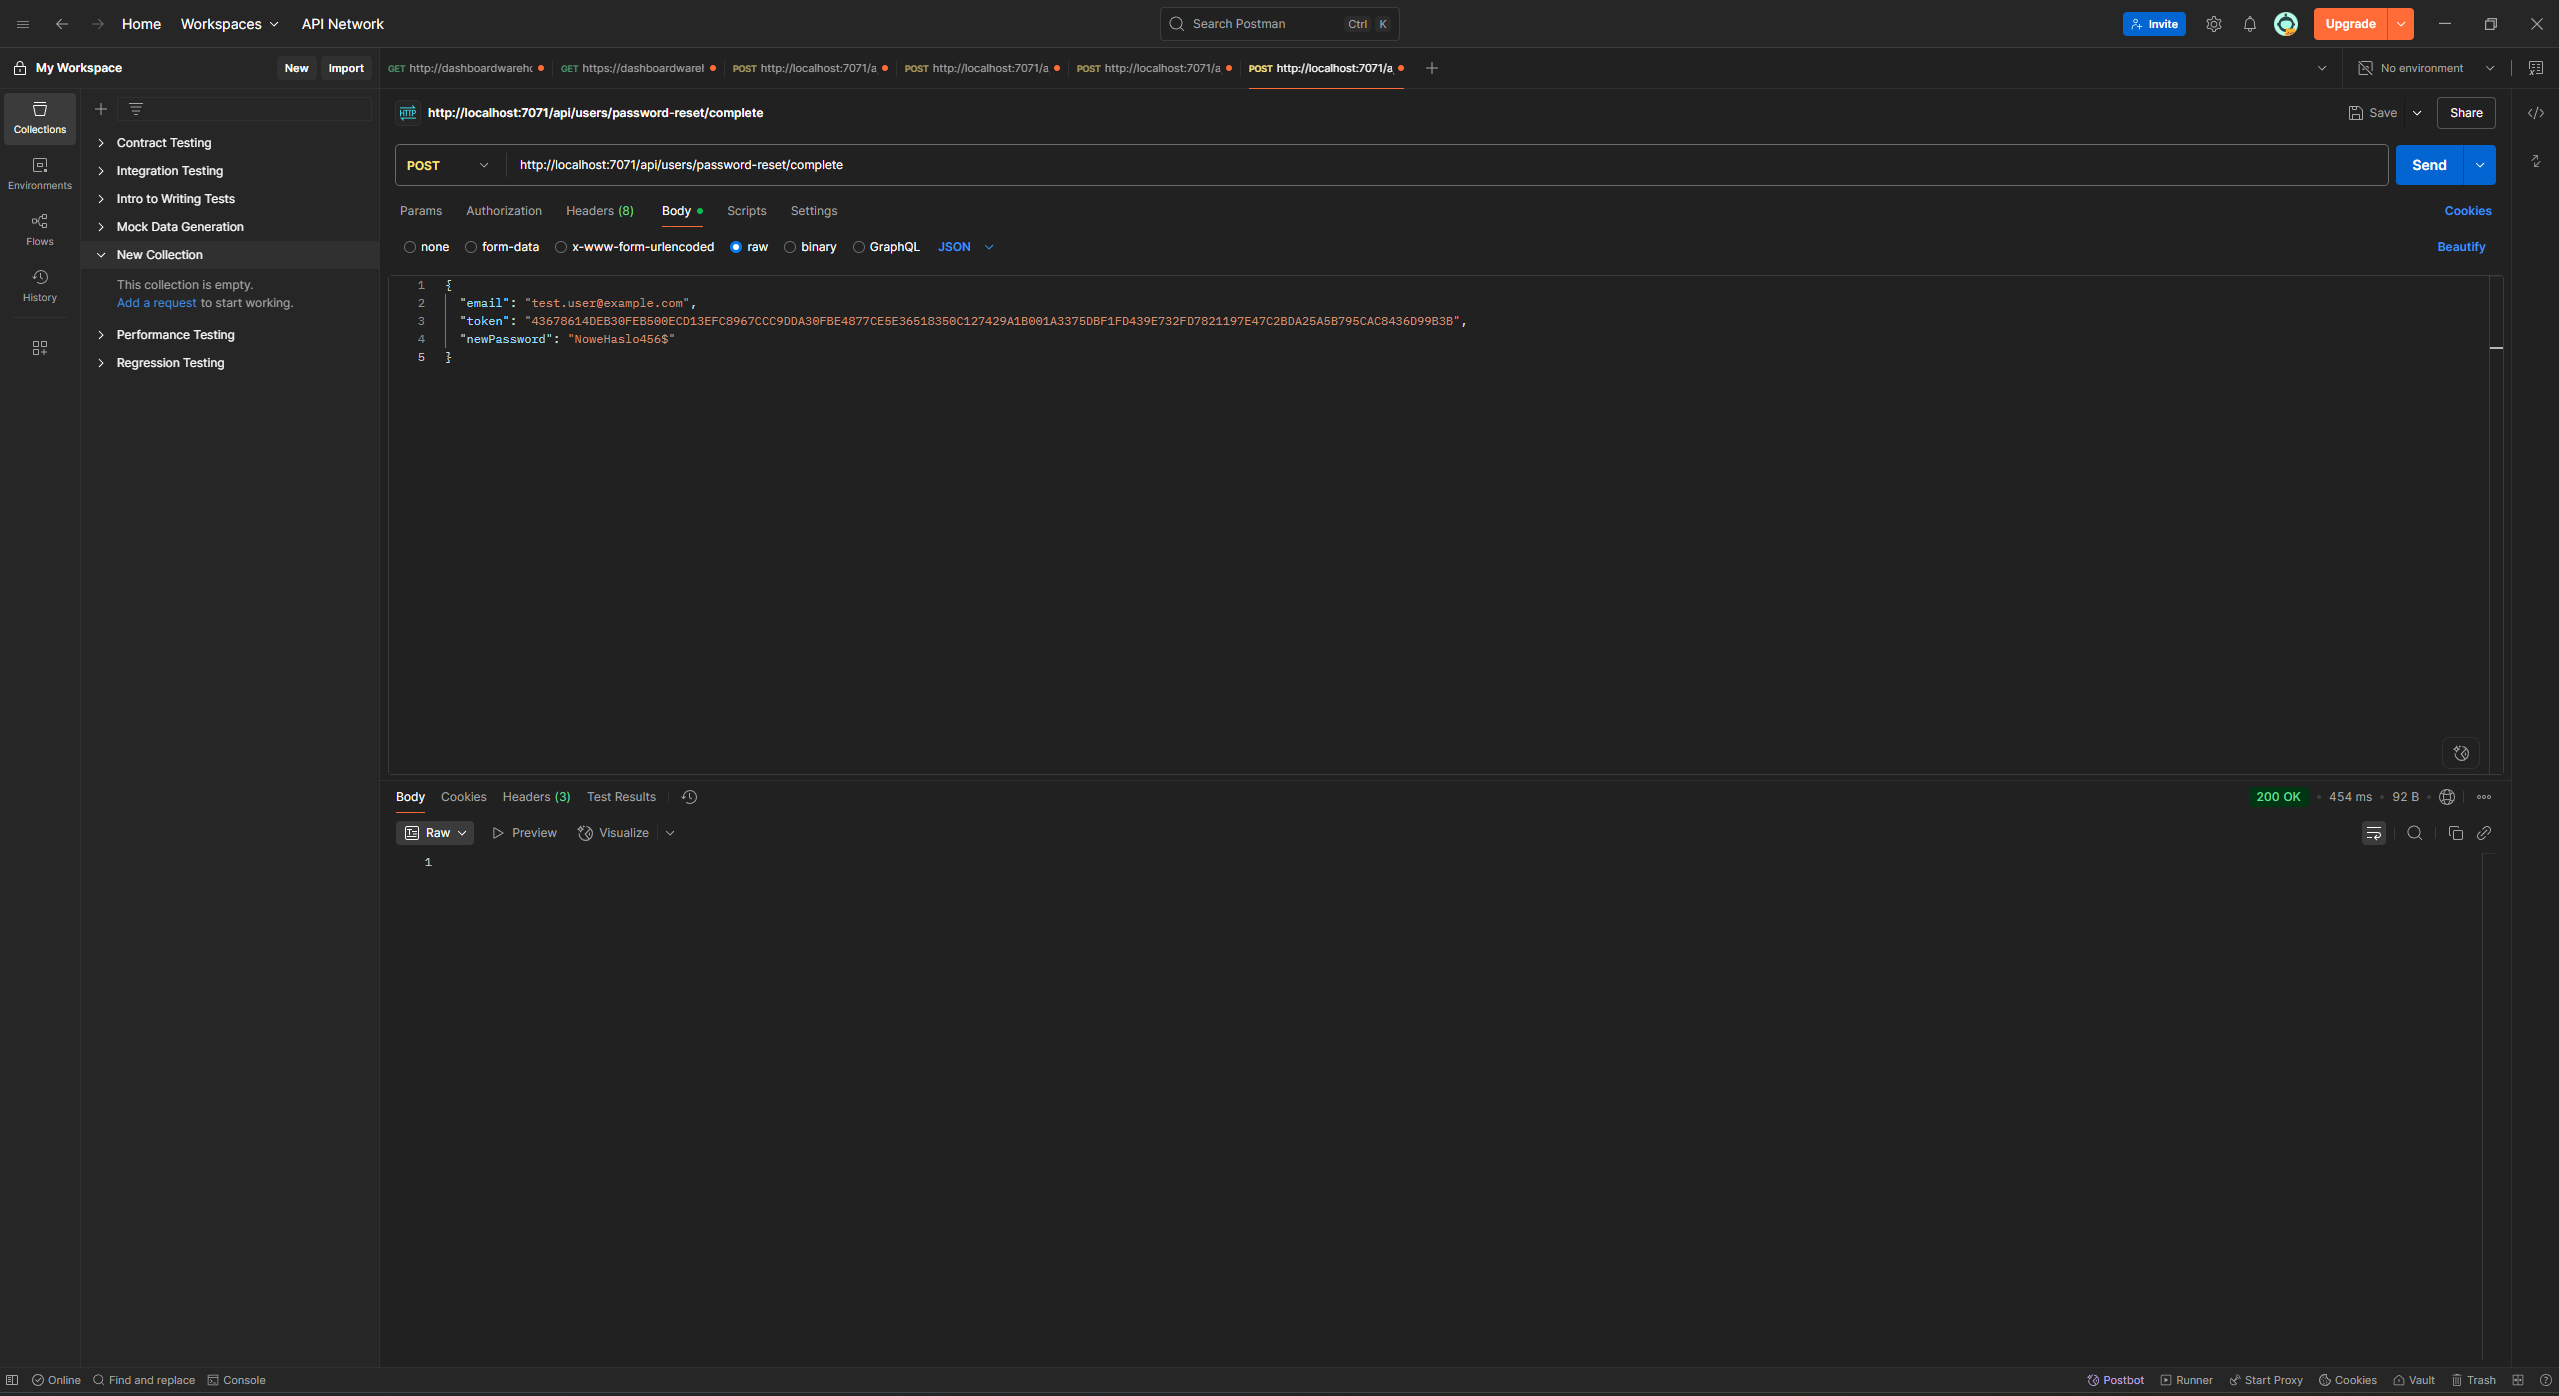 Home Workspaces API Network Search Postman Ctrl K Invite Upgrade
My Workspace New Import GET http://dashboardwareho GET https://dashboardwarel POST http://localhost:7071/a POST http://localhost:7071/a POST http://localhost:7071/a POST http://localhost:7071/a No environment
Collections
Environments
Flows
History
Contract Testing
Integration Testing
Intro to Writing Tests
Mock Data Generation
New Collection
This collection is empty.
Add a request to start working.
Performance Testing
Regression Testing
HTTP http://localhost:7071/api/users/password-reset/complete Save Share
POST http://localhost:7071/api/users/password-reset/complete Send
Params Authorization Headers (8) Body Scripts Settings Cookies
none form-data x-www-form-urlencoded raw binary GraphQL JSON Beautify
1 {
2 "email": "test.user@example.com",
3 "token": "43678614DEB30FEB500ECD13EFC8967CCC9DDA30FBE4877CE5E36518350C127429A1B001A3375DBF1FD439E732FD7821197E47C2BDA25A5B795CAC8436D99B3B",
4 "newPassword": "NoweHaslo456$"
5 }
Body Cookies Headers (3) Test Results 200 OK 454 ms 92 B
Raw Preview Visualize
1
Online Find and replace Console Postbot Runner Start Proxy Cookies Vault Trash